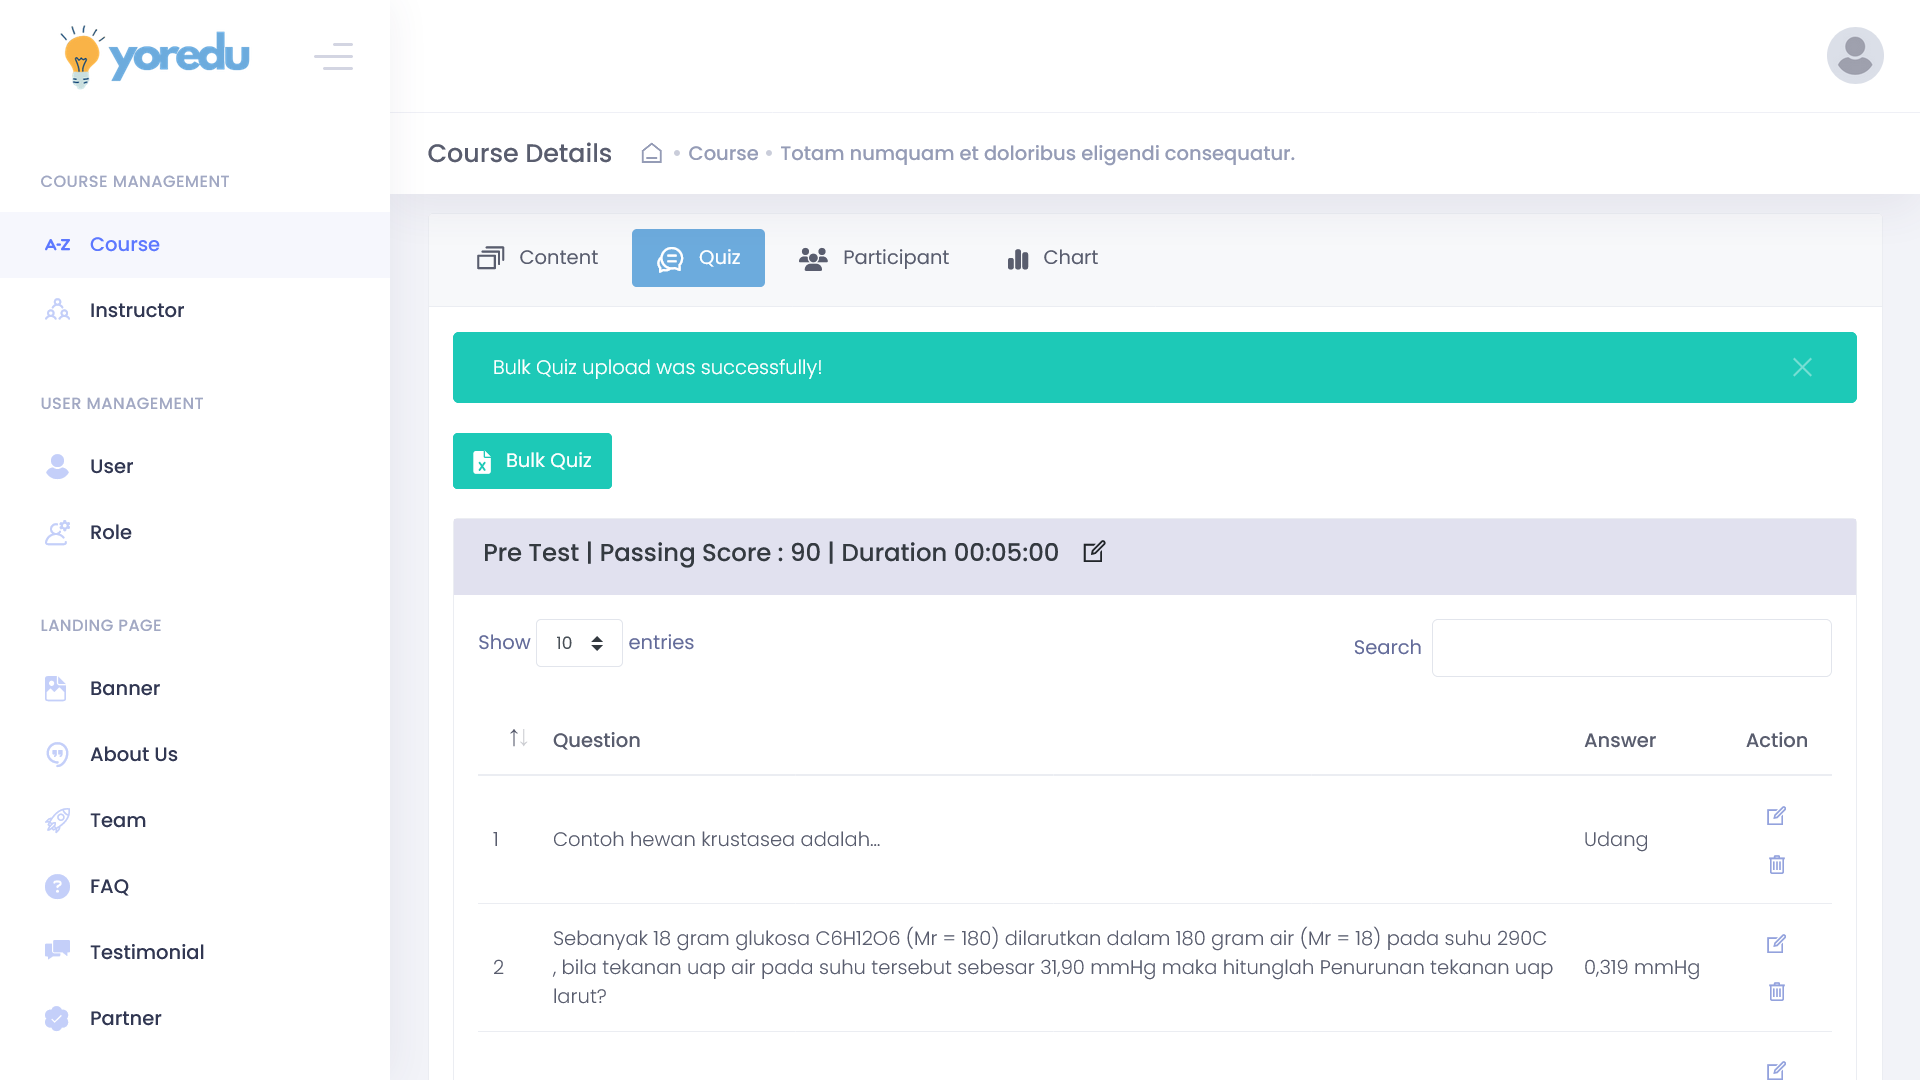 yoredu
Course Details
Course • Totam numquam et doloribus eligendi consequatur.
COURSE MANAGEMENT
A-Z Course
Instructor
USER MANAGEMENT
User
Role
LANDING PAGE
Banner
About Us
Team
FAQ
Testimonial
Partner
Content Quiz Participant Chart
Bulk Quiz upload was successfully!
Bulk Quiz
Pre Test | Passing Score : 90 | Duration 00:05:00
Show 10 entries
Search
Question Answer Action
1 Contoh hewan krustasea adalah... Udang
Sebanyak 18 gram glukosa C6H12O6 (Mr = 180) dilarutkan dalam 180 gram air (Mr = 18) pada suhu 290C
2 , bila tekanan uap air pada suhu tersebut sebesar 31,90 mmHg maka hitunglah Penurunan tekanan uap 0,319 mmHg
larut?